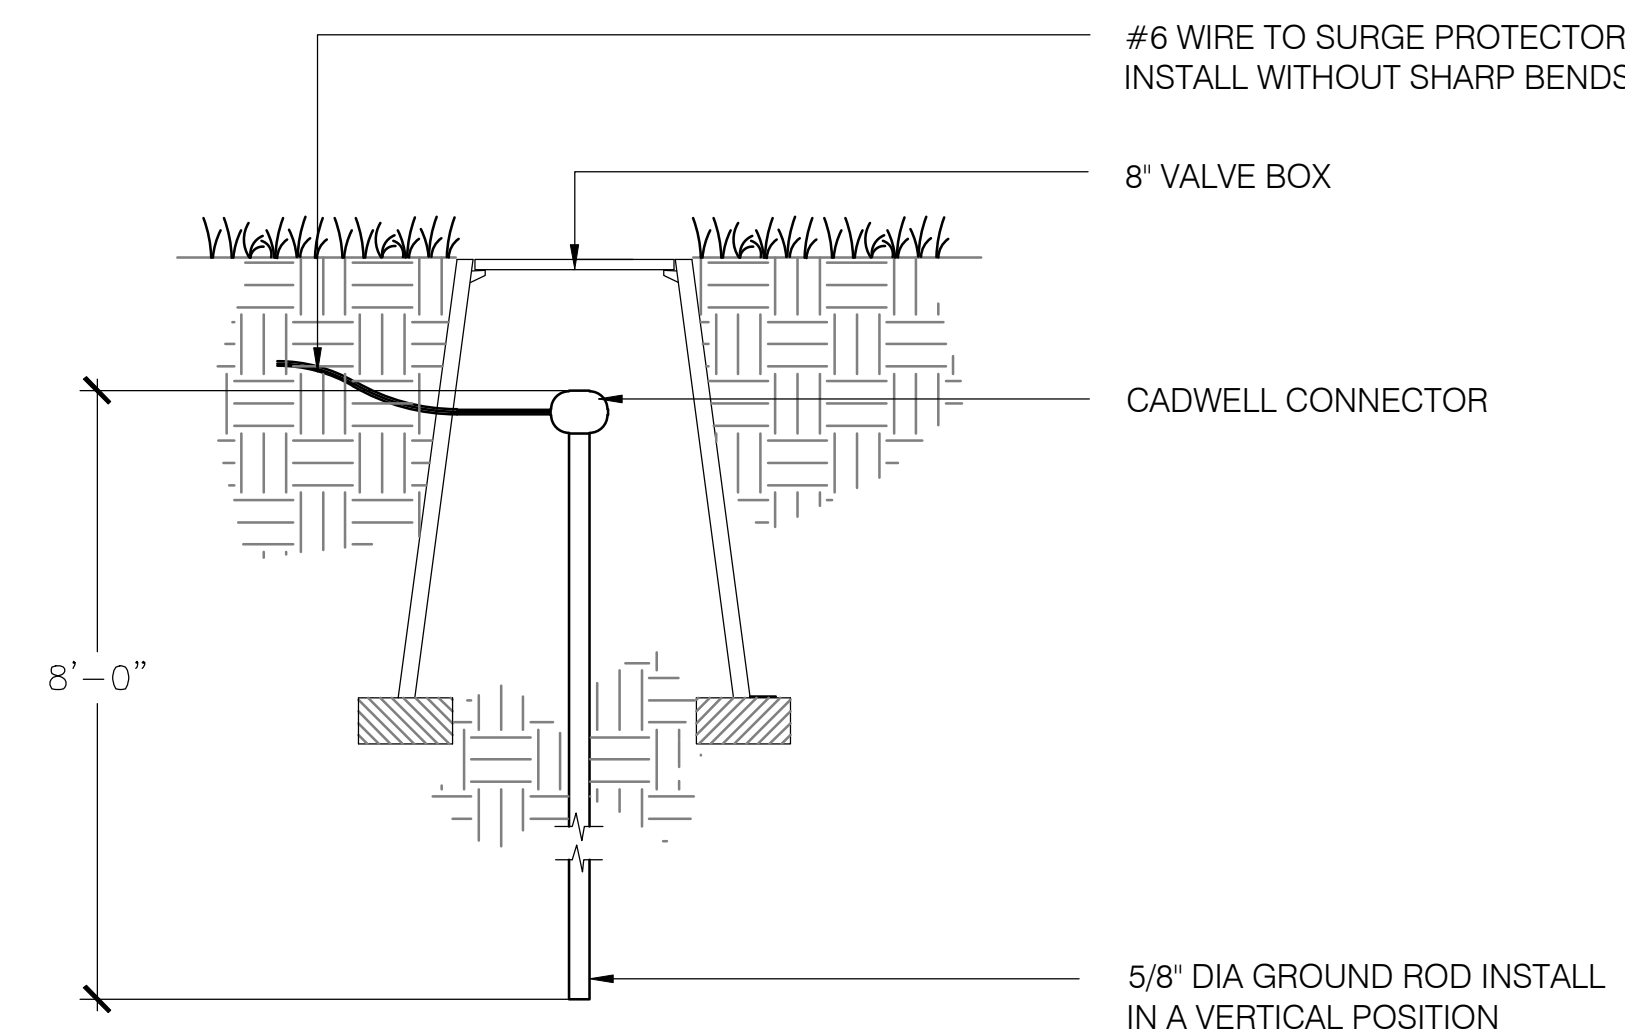 #6 WIRE TO SURGE PROTECTOR
INSTALL WITHOUT SHARP BENDS
8" VALVE BOX
CADWELL CONNECTOR
8'-0"
5/8" DIA GROUND ROD INSTALL
IN A VERTICAL POSITION